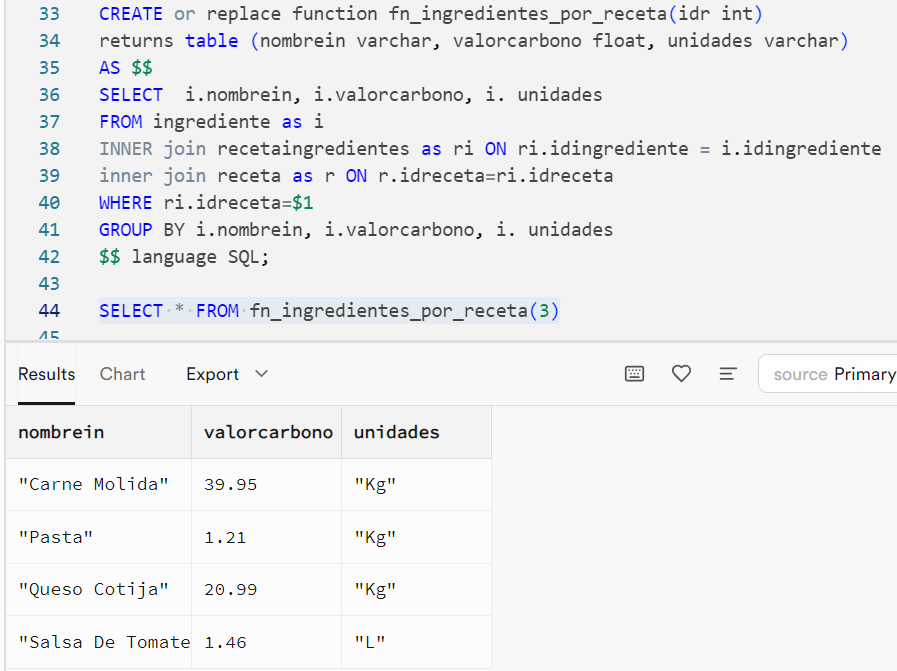 33 CREATE or replace function fn_ingredientes_por_receta(idr int)
34 returns table (nombrein varchar, valorcarbono float, unidades varchar)
35 AS $$
36 SELECT  i.nombrein, i.valorcarbono, i. unidades
37 FROM ingrediente as i
38 INNER join recetaingredientes as ri ON ri.idingrediente = i.idingrediente
39 inner join receta as r ON r.idreceta=ri.idreceta
40 WHERE ri.idreceta=$1
41 GROUP BY i.nombrein, i.valorcarbono, i. unidades
42 $$ language SQL;
43
44 SELECT * FROM fn_ingredientes_por_receta(3)
45
Results Chart Export source Primary
nombrein valorcarbono unidades
"Carne Molida" 39.95 "Kg"
"Pasta" 1.21 "Kg"
"Queso Cotija" 20.99 "Kg"
"Salsa De Tomate 1.46 "L"